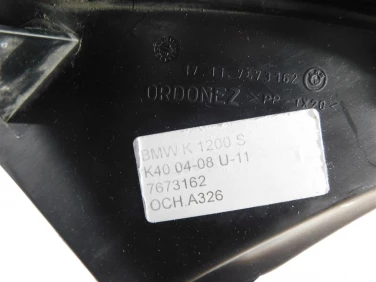 17.11.7673162
ORDONEZ >PP-TX20<
BMW K 1200 S
K40 04-08 U-11
7673162
OCH.A326